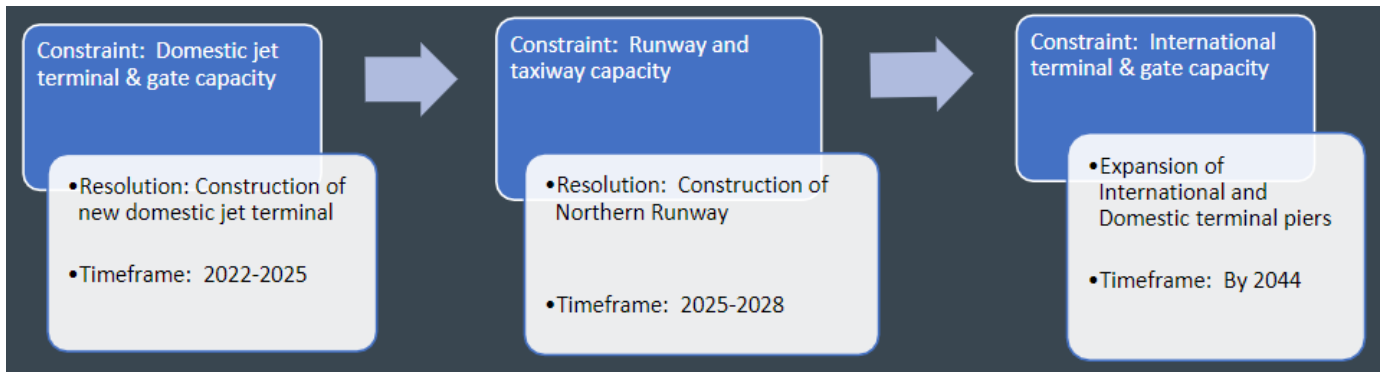 Constraint:  Domestic jet
terminal & gate capacity
•Resolution: Construction of
new domestic jet terminal
•Timeframe:  2022-2025
Constraint:  Runway and
taxiway capacity
•Resolution:  Construction of
Northern Runway
•Timeframe:  2025-2028
Constraint:  International
terminal & gate capacity
•Expansion of
International and
Domestic terminal piers
•Timeframe:  By 2044